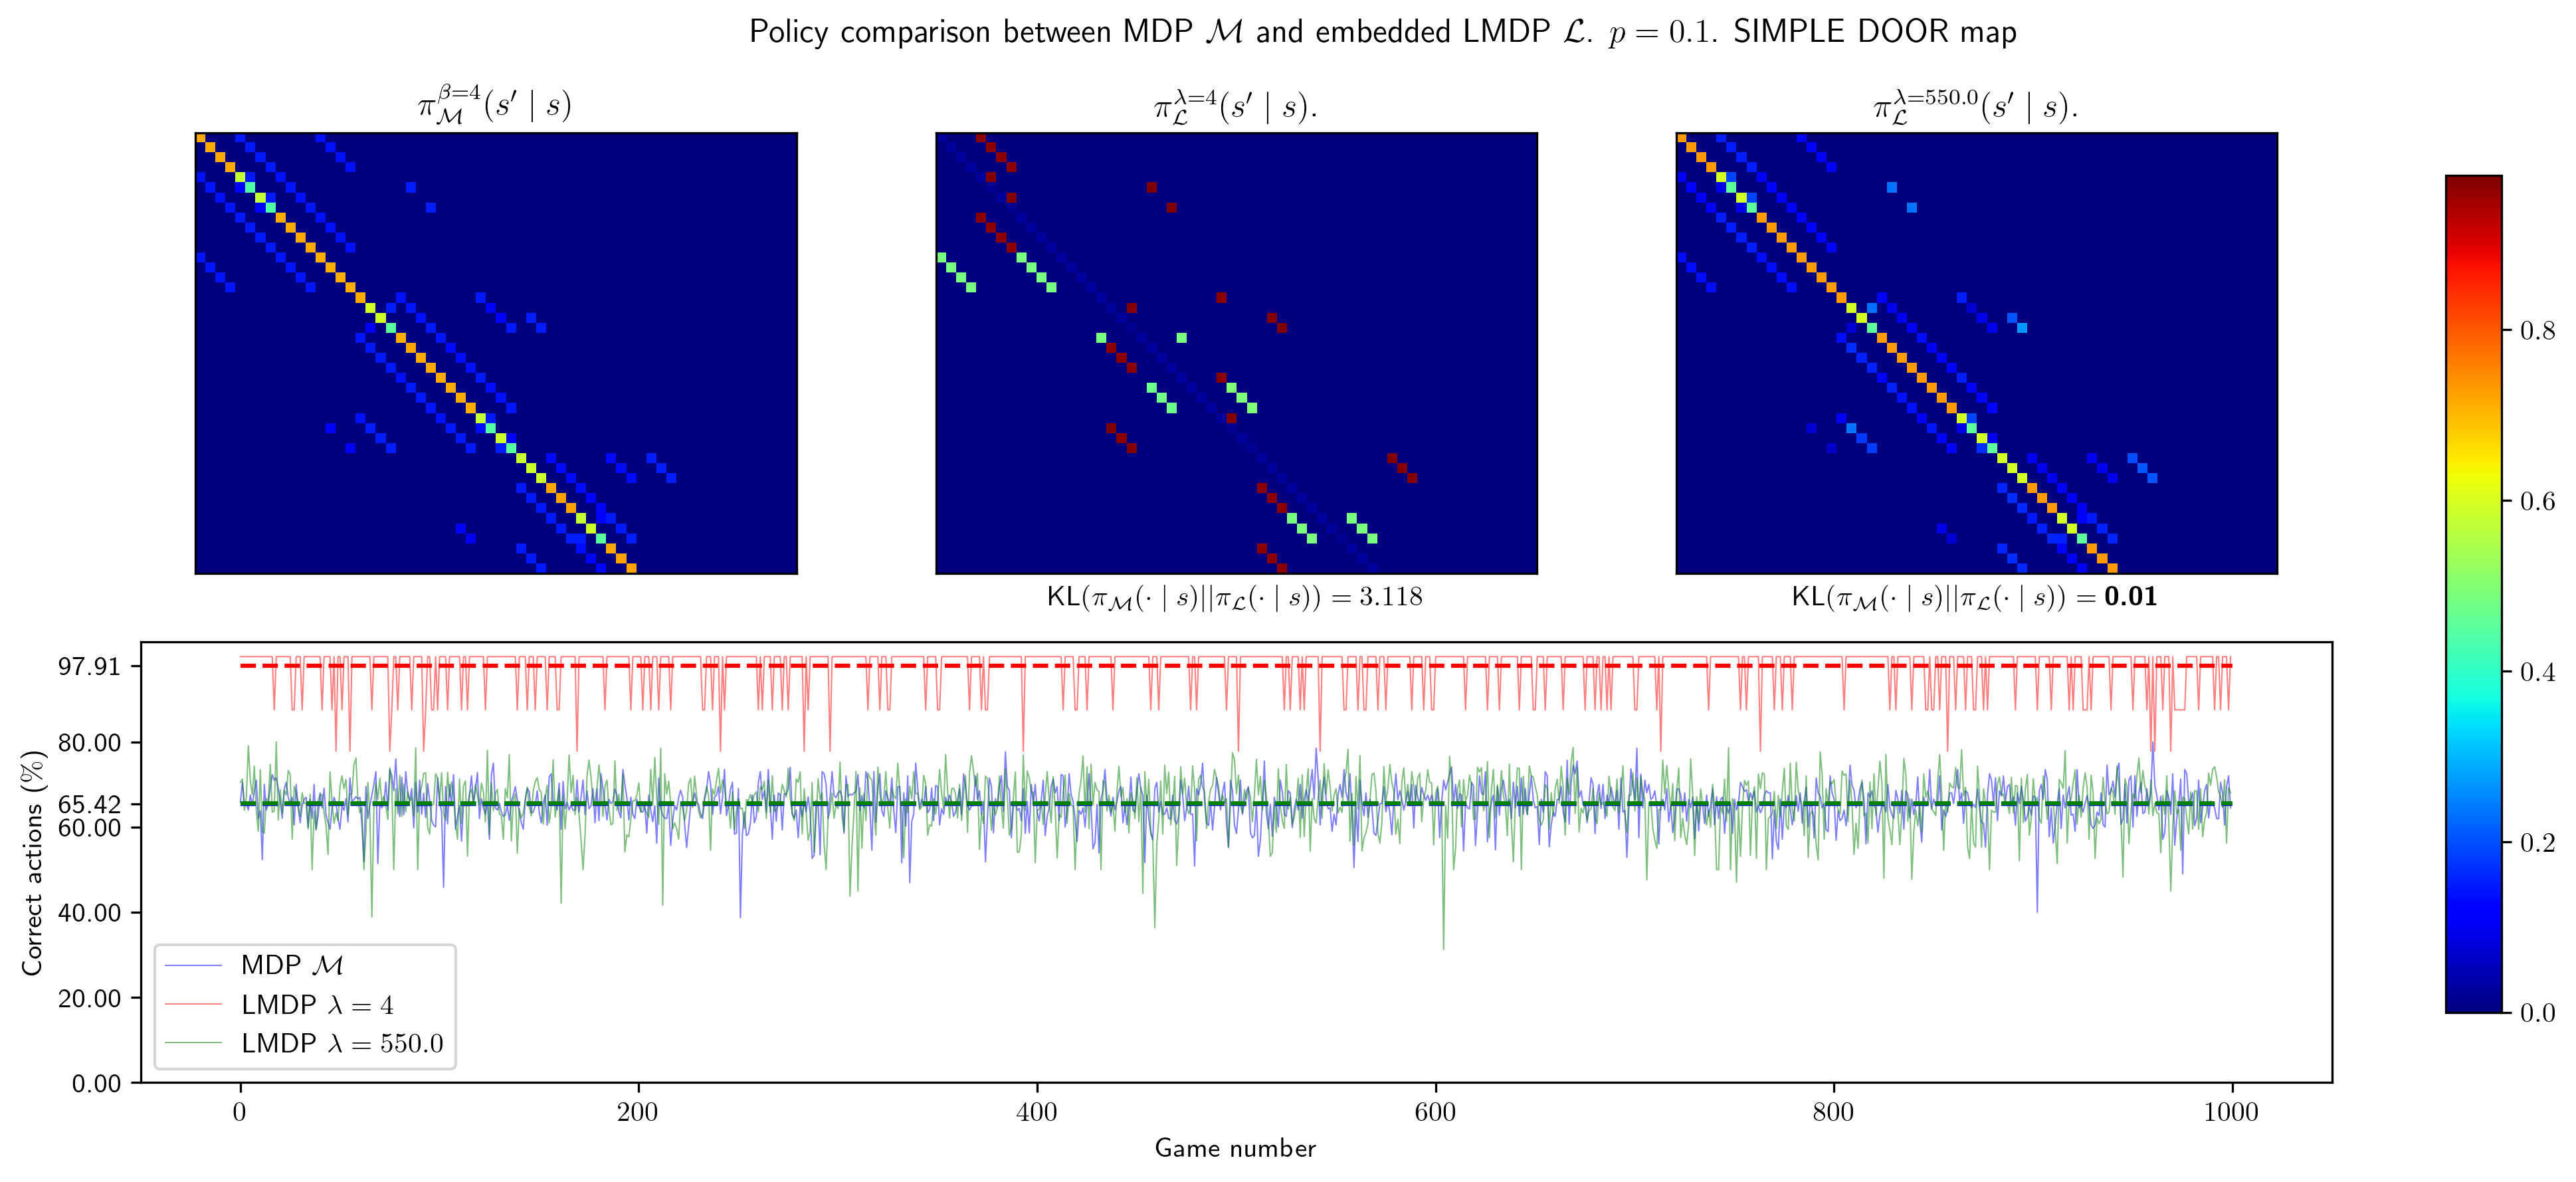 Policy comparison between MDP ℳ and embedded LMDP ℒ. p = 0.1. SIMPLE DOOR map
π_ℳ^{β=4}(s′ | s)
π_ℒ^{λ=4}(s′ | s).
π_ℒ^{λ=550.0}(s′ | s).
KL(π_ℳ(· | s)||π_ℒ(· | s)) = 3.118
KL(π_ℳ(· | s)||π_ℒ(· | s)) = 0.01
0.8
0.6
0.4
0.2
0.0
Correct actions (%)
97.91
80.00
65.42
60.00
40.00
20.00
0.00
MDP ℳ
LMDP λ = 4
LMDP λ = 550.0
0
200
400
600
800
1000
Game number